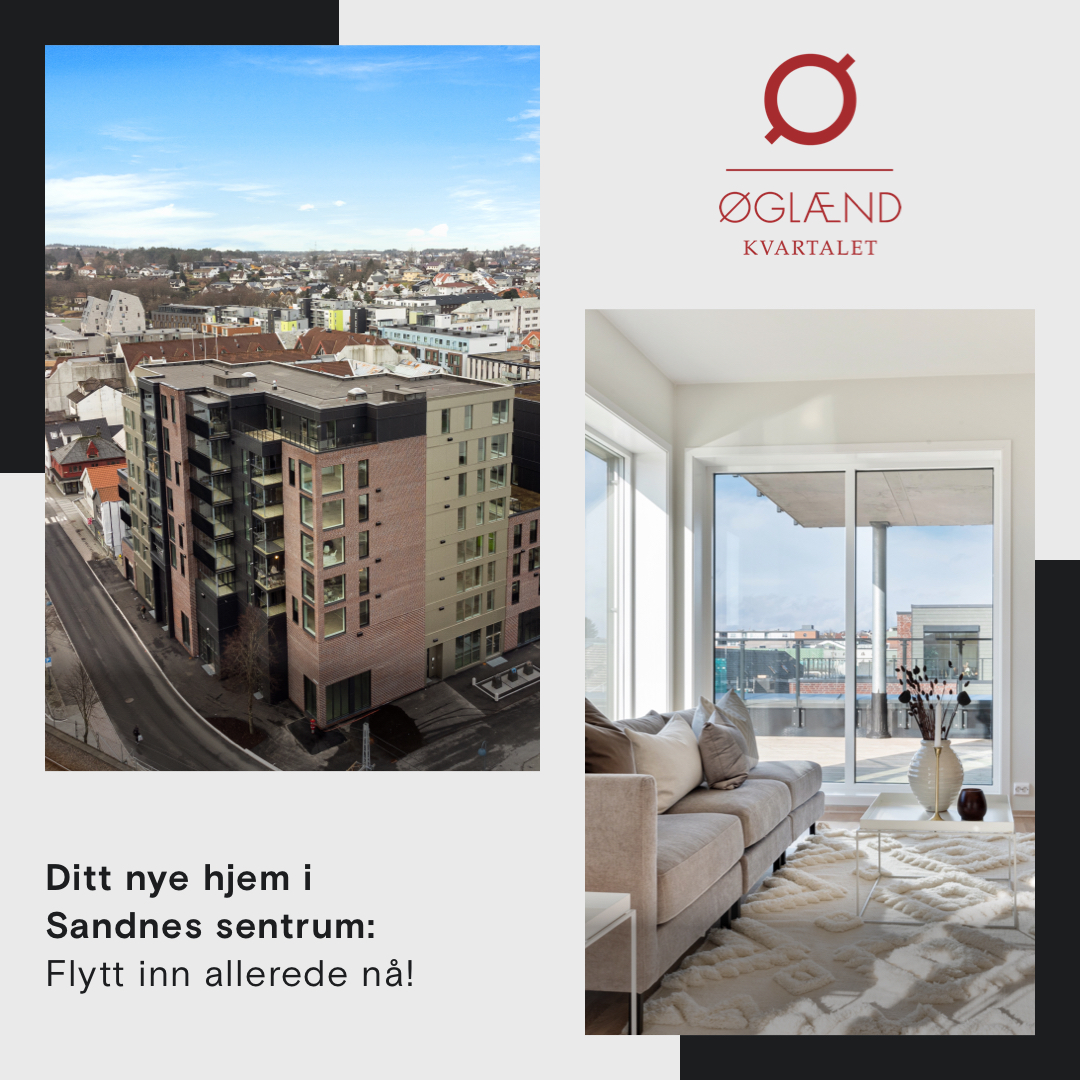 Ø
ØGLÆND
KVARTALET
Ditt nye hjem i
Sandnes sentrum:
Flytt inn allerede nå!